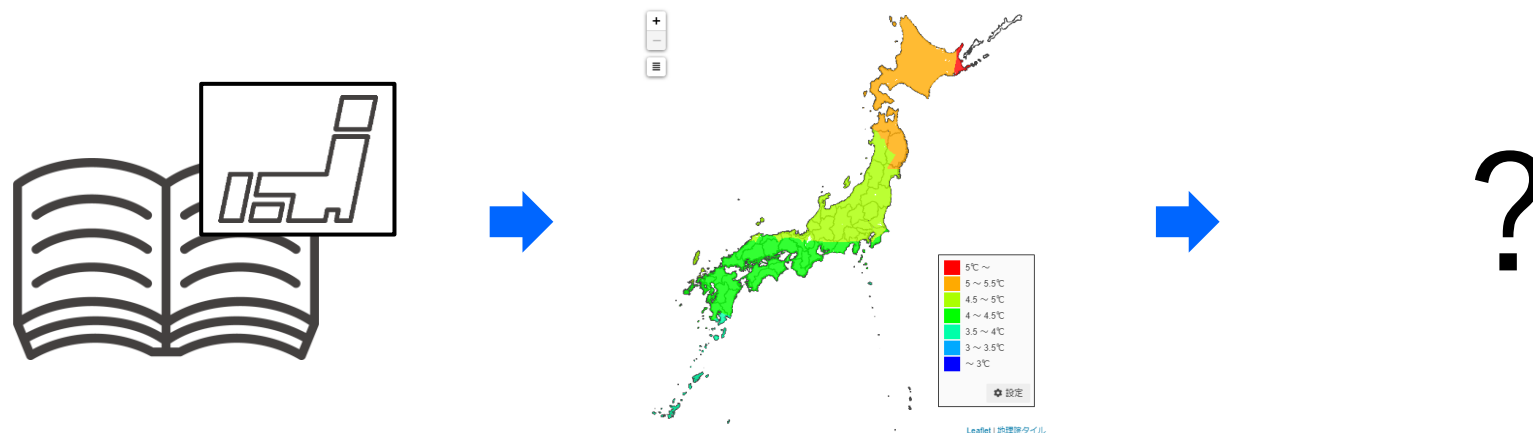 +
−
≣
5℃ ～
5 ～ 5.5℃
4.5 ～ 5℃
4 ～ 4.5℃
3.5 ～ 4℃
3 ～ 3.5℃
～ 3℃
設定
Leaflet | 地理院タイル
?